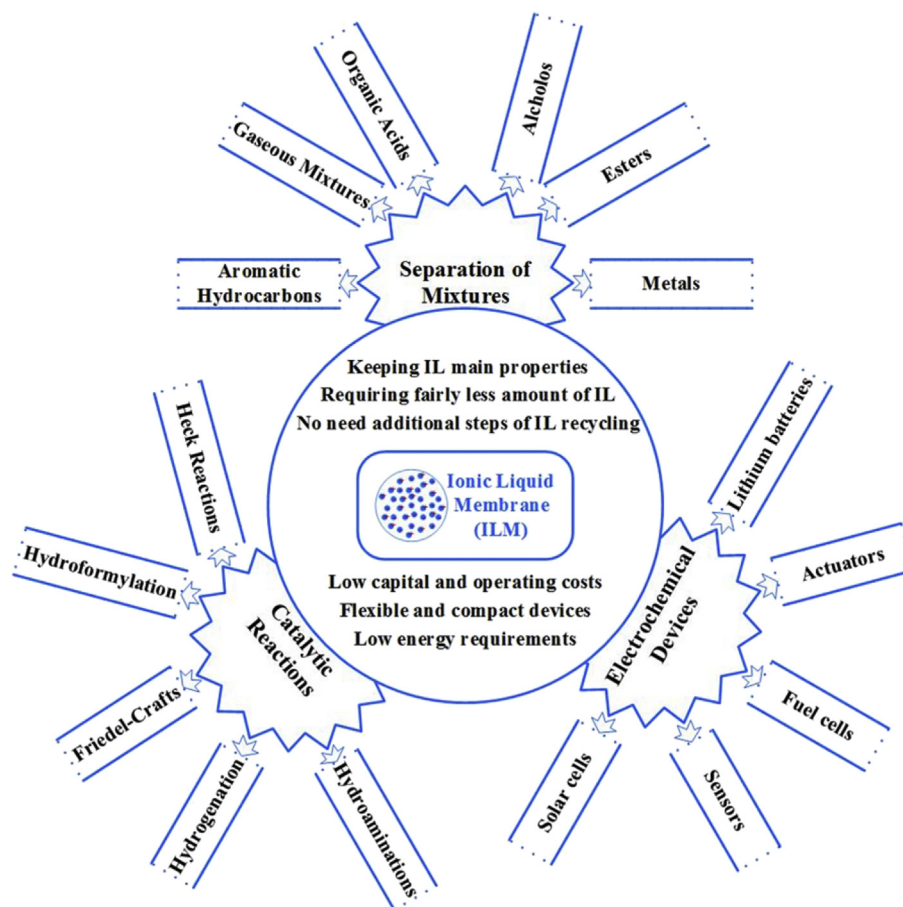 Organic Acids
Alcholos
Gaseous Mixtures
Esters
Aromatic
Hydrocarbons
Separation of
Mixtures
Metals
Keeping IL main properties
Requiring fairly less amount of IL
No need additional steps of IL recycling
Ionic Liquid
Membrane
(ILM)
Low capital and operating costs
Flexible and compact devices
Low energy requirements
Heck Reactions
Hydroformylation
Catalytic
Reactions
Friedel-Crafts
Hydrogenation
Hydroaminations
Lithium batteries
Actuators
Electrochemical
Devices
Fuel cells
Sensors
Solar cells